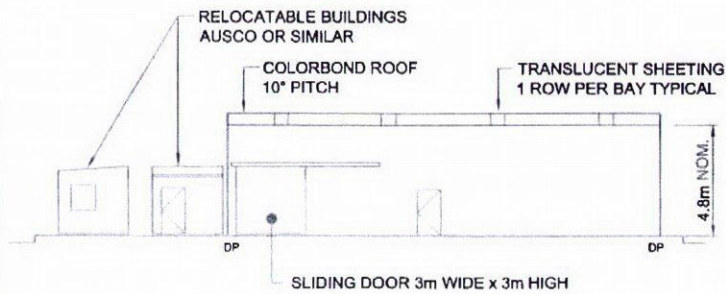 RELOCATABLE BUILDINGS
AUSCO OR SIMILAR
COLORBOND ROOF
10° PITCH
TRANSLUCENT SHEETING
1 ROW PER BAY TYPICAL
4.8m NOM.
DP
DP
SLIDING DOOR 3m WIDE x 3m HIGH